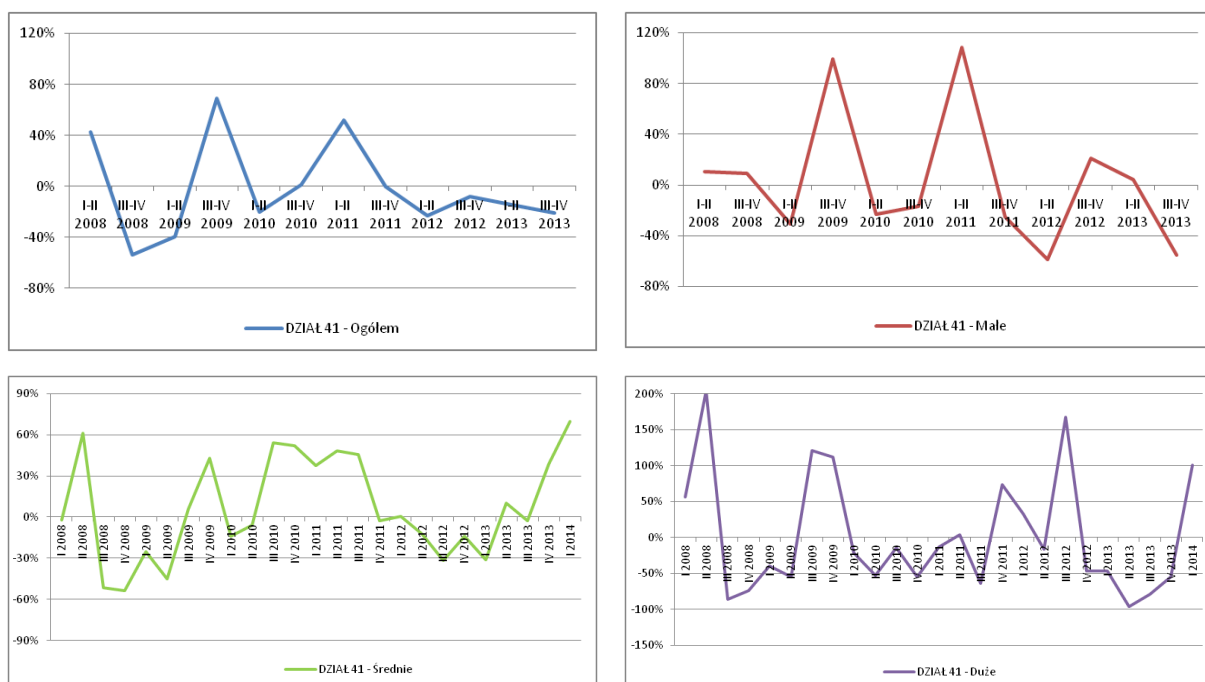 120%
80%
40%
0%
-40%
-80%
I-II 2008
III-IV 2008
I-II 2009
III-IV 2009
I-II 2010
III-IV 2010
I-II 2011
III-IV 2011
I-II 2012
III-IV 2012
I-II 2013
III-IV 2013
DZIAŁ 41 - Ogółem
120%
80%
40%
0%
-40%
-80%
I-II 2008
III-IV 2008
I-II 2009
III-IV 2009
I-II 2010
III-IV 2010
I-II 2011
III-IV 2011
I-II 2012
III-IV 2012
I-II 2013
III-IV 2013
DZIAŁ 41 - Małe
90%
60%
30%
0%
-30%
-60%
-90%
I 2008
II 2008
III 2008
IV 2008
I 2009
II 2009
III 2009
IV 2009
I 2010
II 2010
III 2010
IV 2010
I 2011
II 2011
III 2011
IV 2011
I 2012
II 2012
III 2012
IV 2012
I 2013
II 2013
III 2013
IV 2013
I 2014
DZIAŁ 41 - Średnie
200%
150%
100%
50%
0%
-50%
-100%
-150%
I 2008
II 2008
III 2008
IV 2008
I 2009
II 2009
III 2009
IV 2009
I 2010
II 2010
III 2010
IV 2010
I 2011
II 2011
III 2011
IV 2011
I 2012
II 2012
III 2012
IV 2012
I 2013
II 2013
III 2013
IV 2013
I 2014
DZIAŁ 41 - Duże